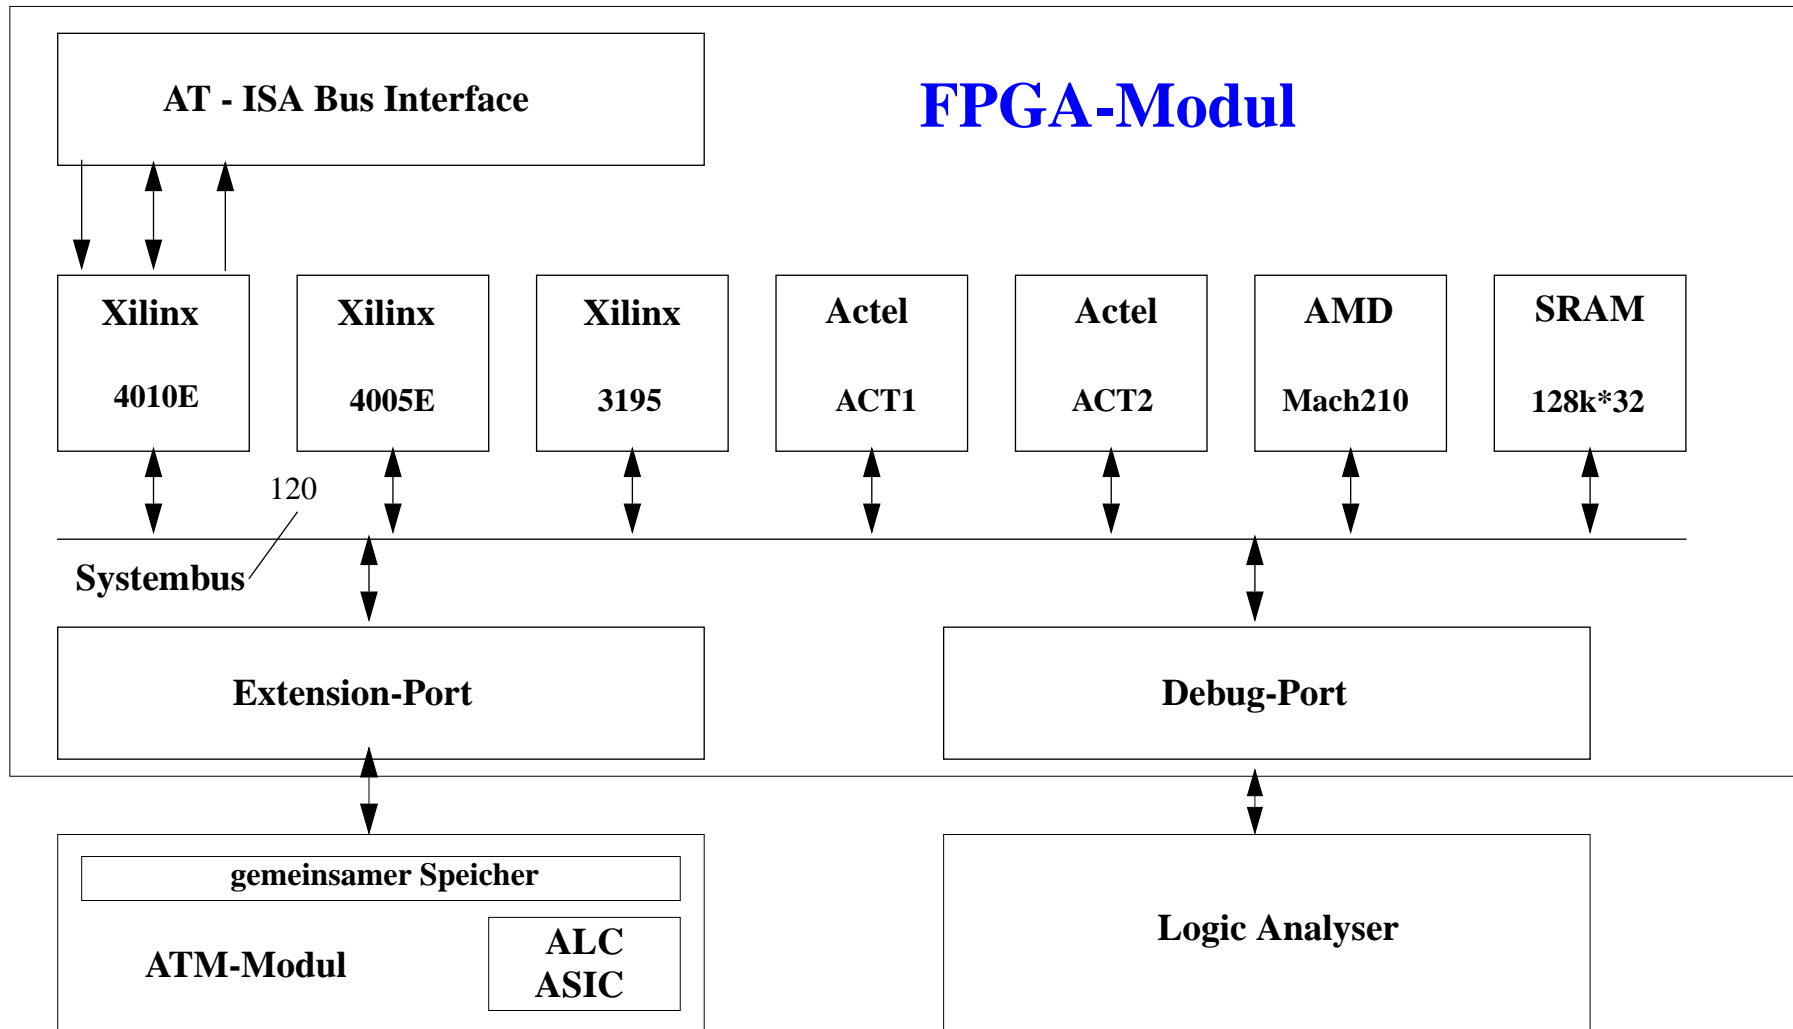 AT - ISA Bus Interface
FPGA-Modul
Xilinx
4010E
Xilinx
4005E
Xilinx
3195
Actel
ACT1
Actel
ACT2
AMD
Mach210
SRAM
128k*32
120
Systembus
Extension-Port
Debug-Port
gemeinsamer Speicher
ATM-Modul
ALC
ASIC
Logic Analyser